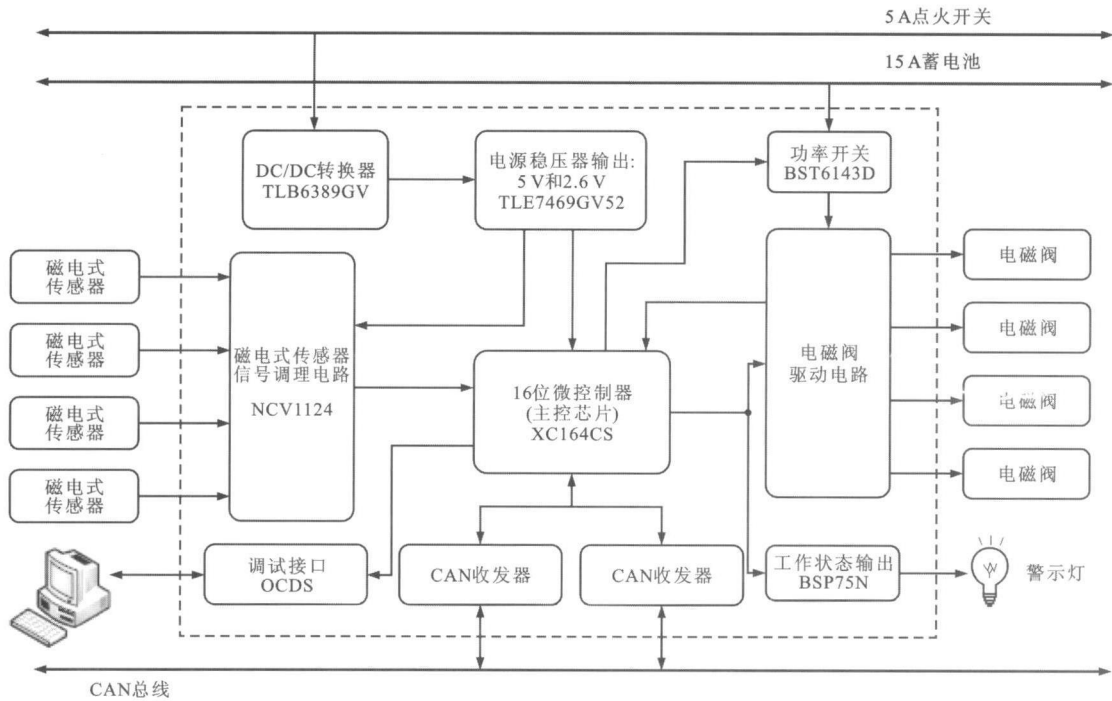 5A点火开关
15A蓄电池
DC/DC转换器
TLB6389GV
电源稳压器输出:
5V和2.6V
TLE7469GV52
功率开关
BST6143D
磁电式
传感器
磁电式
传感器
磁电式
传感器
磁电式
传感器
磁电式传感器
信号调理电路
NCV1124
16位微控制器
(主控芯片)
XC164CS
电磁阀
驱动电路
电磁阀
电磁阀
电磁阀
电磁阀
调试接口
OCDS
CAN收发器
CAN收发器
工作状态输出
BSP75N
警示灯
CAN总线